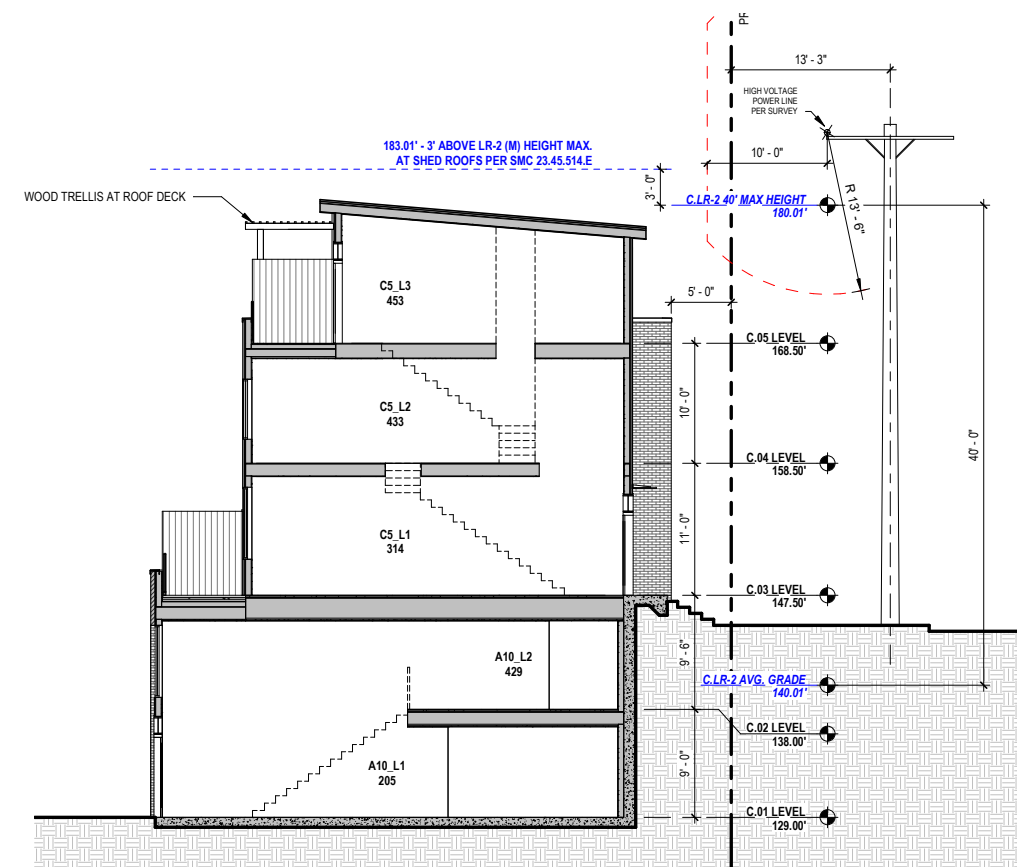 PF
13' - 3"
HIGH VOLTAGE
POWER LINE
PER SURVEY
183.01' - 3' ABOVE LR-2 (M) HEIGHT MAX.
AT SHED ROOFS PER SMC 23.45.514.E
10' - 0"
WOOD TRELLIS AT ROOF DECK
3' - 0"
C.LR-2 40' MAX HEIGHT
180.01'
R 13' - 6"
C5_L3
453
5' - 0"
C.05 LEVEL
168.50'
C5_L2
433
10' - 0"
40' - 0"
C.04 LEVEL
158.50'
C5_L1
314
11' - 0"
C.03 LEVEL
147.50'
A10_L2
429
9' - 6"
C.LR-2 AVG. GRADE
140.01'
C.02 LEVEL
138.00'
A10_L1
205
9' - 0"
C.01 LEVEL
129.00'